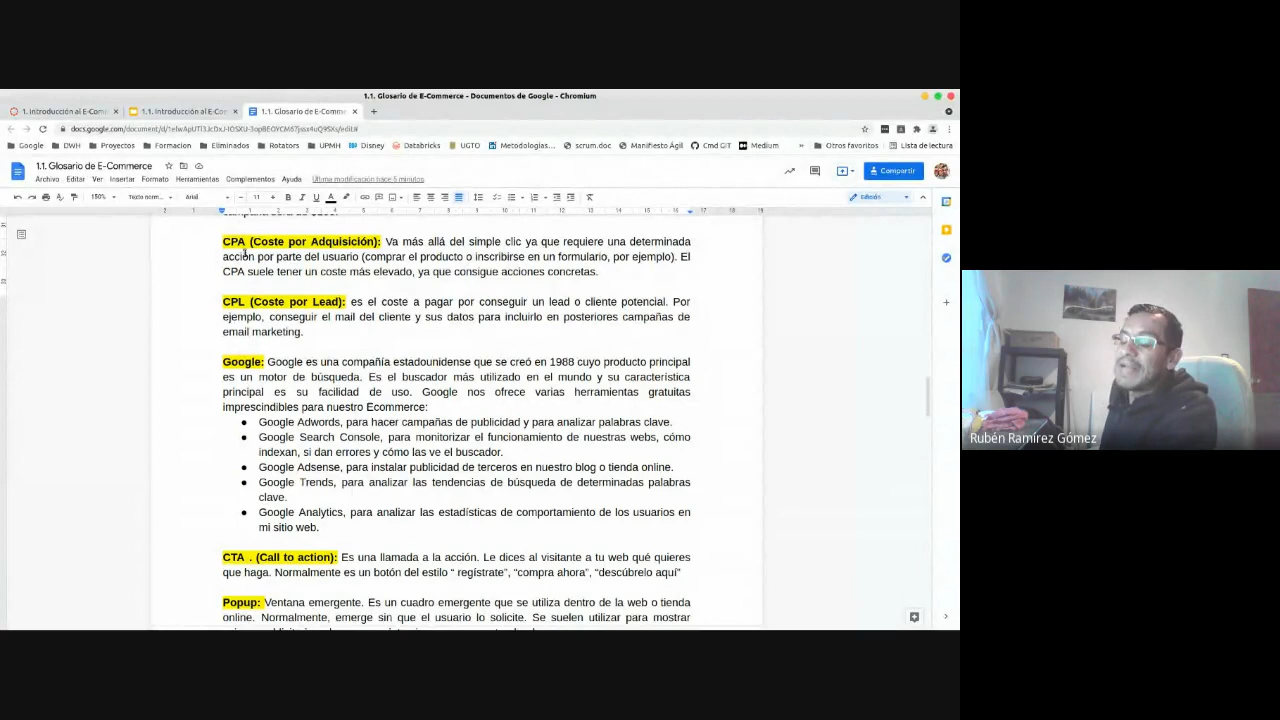 1.1. Glosario de E-Commerce - Documentos de Google - Chromium
1. Introducción al E-Com
1.1. Introducción al E-Co
1.1. Glosario de E-Comme
Google DWH Proyectos Formacion Eliminados Rotators UPMH Disney Databricks UGTO Metodologías... scrum.doc Manifiesto Ágil Cmd GIT Medium » Otros favoritos Lista de lectura
1.1. Glosario de E-Commerce
Archivo Editar Ver Insertar Formato Herramientas Complementos Ayuda Última modificación hace 5 minutos
Compartir
150% Texto norm... Arial 11 Edición
CPA (Coste por Adquisición): Va más allá del simple clic ya que requiere una determinada
acción por parte del usuario (comprar el producto o inscribirse en un formulario, por ejemplo). El
CPA suele tener un coste más elevado, ya que consigue acciones concretas.
CPL (Coste por Lead): es el coste a pagar por conseguir un lead o cliente potencial. Por
ejemplo, conseguir el mail del cliente y sus datos para incluirlo en posteriores campañas de
email marketing.
Google: Google es una compañía estadounidense que se creó en 1988 cuyo producto principal
es un motor de búsqueda. Es el buscador más utilizado en el mundo y su característica
principal es su facilidad de uso. Google nos ofrece varias herramientas gratuitas
imprescindibles para nuestro Ecommerce:
● Google Adwords, para hacer campañas de publicidad y para analizar palabras clave.
● Google Search Console, para monitorizar el funcionamiento de nuestras webs, cómo
indexan, si dan errores y cómo las ve el buscador.
● Google Adsense, para instalar publicidad de terceros en nuestro blog o tienda online.
● Google Trends, para analizar las tendencias de búsqueda de determinadas palabras
clave.
● Google Analytics, para analizar las estadísticas de comportamiento de los usuarios en
mi sitio web.
CTA . (Call to action): Es una llamada a la acción. Le dices al visitante a tu web qué quieres
que haga. Normalmente es un botón del estilo “ regístrate”, “compra ahora”, “descúbrelo aquí”
Popup: Ventana emergente. Es un cuadro emergente que se utiliza dentro de la web o tienda
online. Normalmente, emerge sin que el usuario lo solicite. Se suelen utilizar para mostrar
Rubén Ramírez Gómez